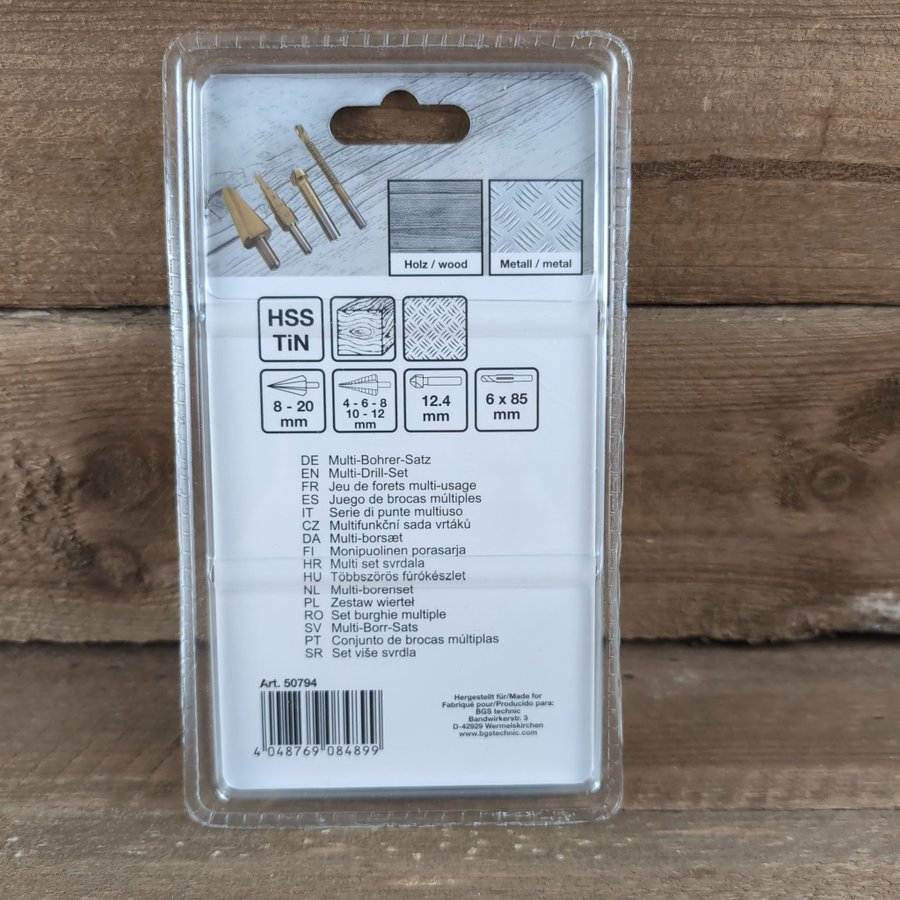 Holz / wood
Metall / metal
HSS
TiN
8 - 20
mm
4 - 6 - 8
10 - 12
mm
12.4
mm
6 x 85
mm
DE Multi-Bohrer-Satz
EN Multi-Drill-Set
FR Jeu de forets multi-usage
ES Juego de brocas múltiples
IT Serie di punte multiuso
CZ Multifunkční sada vrtáků
DA Multi-borsæt
FI Monipuolinen porasarja
HR Multi set svrdala
HU Többszörös fúrókészlet
NL Multi-borenset
PL Zestaw wierteł
RO Set burghie multiple
SV Multi-Borr-Sats
PT Conjunto de brocas múltiplas
SR Set više svrdla
Art. 50794
4 048769 084899
Hergestellt für/Made for
Fabriqué pour/Producido para:
BGS technic
Bandwirkerstr. 3
D-42929 Wermelskirchen
www.bgstechnic.com